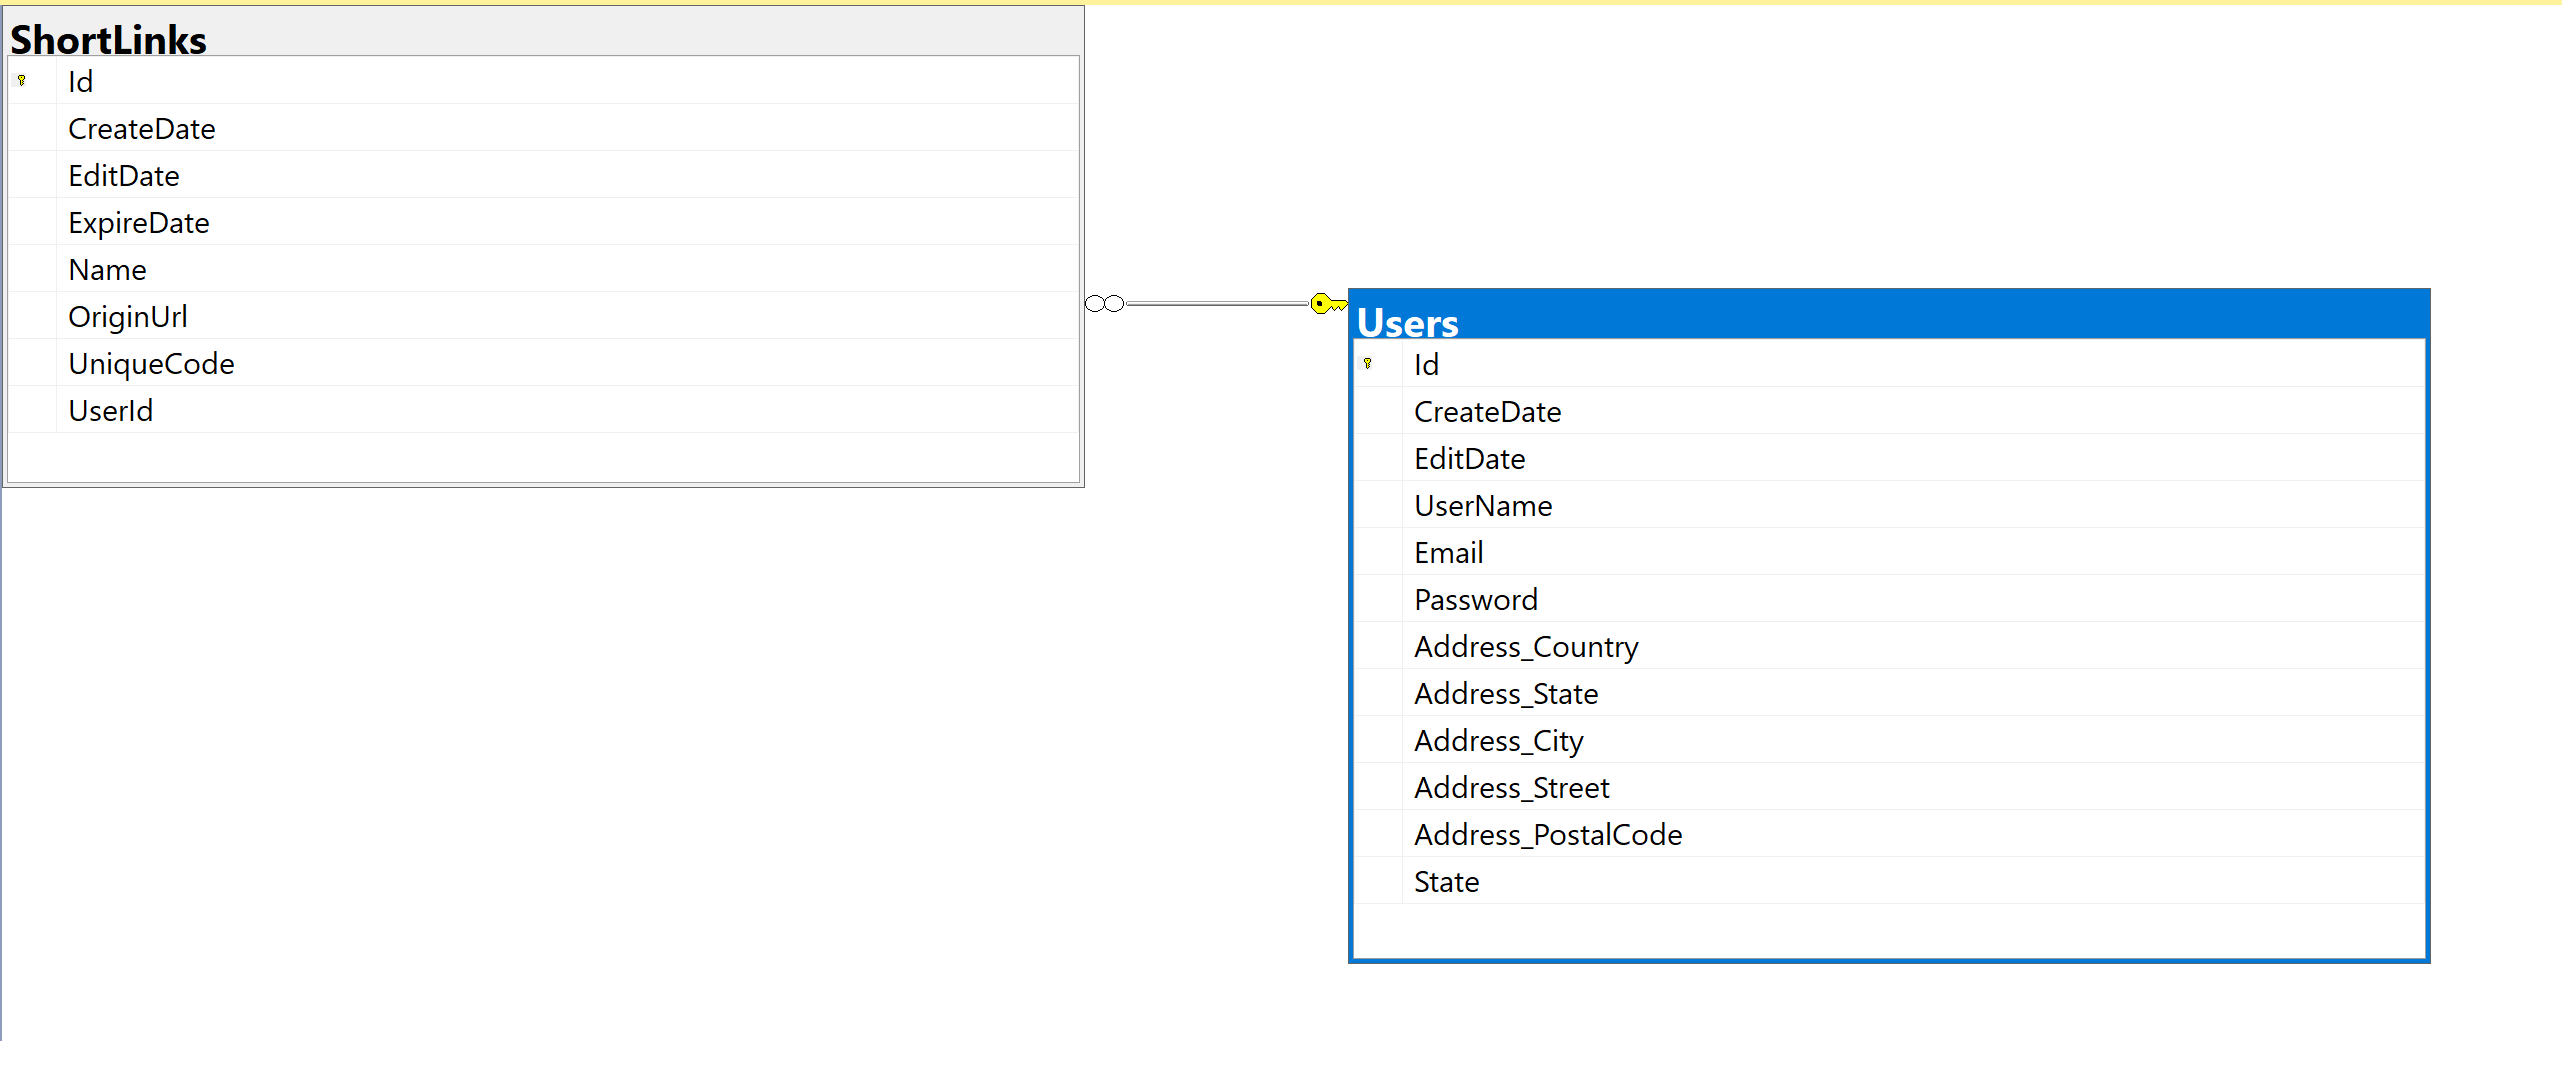 ShortLinks
Id
CreateDate
EditDate
ExpireDate
Name
OriginUrl
UniqueCode
UserId
Users
Id
CreateDate
EditDate
UserName
Email
Password
Address_Country
Address_State
Address_City
Address_Street
Address_PostalCode
State